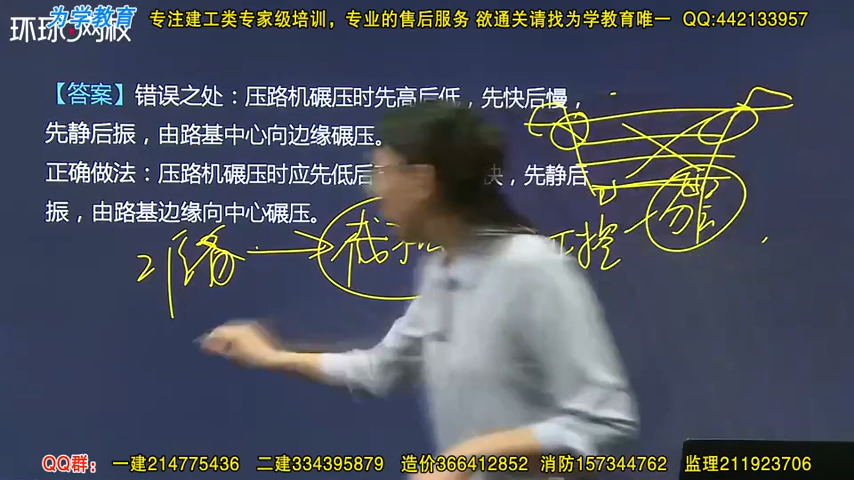 为学教育 专注建工类专家级培训，专业的售后服务 欲通关请找为学教育唯一 QQ:442133957
环球网校
【答案】错误之处：压路机碾压时先高后低，先快后慢，
先静后振，由路基中心向边缘碾压。
正确做法：压路机碾压时应先低后 快，先静后
振，由路基边缘向中心碾压。
QQ群： 一建214775436 二建334395879 造价366412852 消防157344762 监理211923706